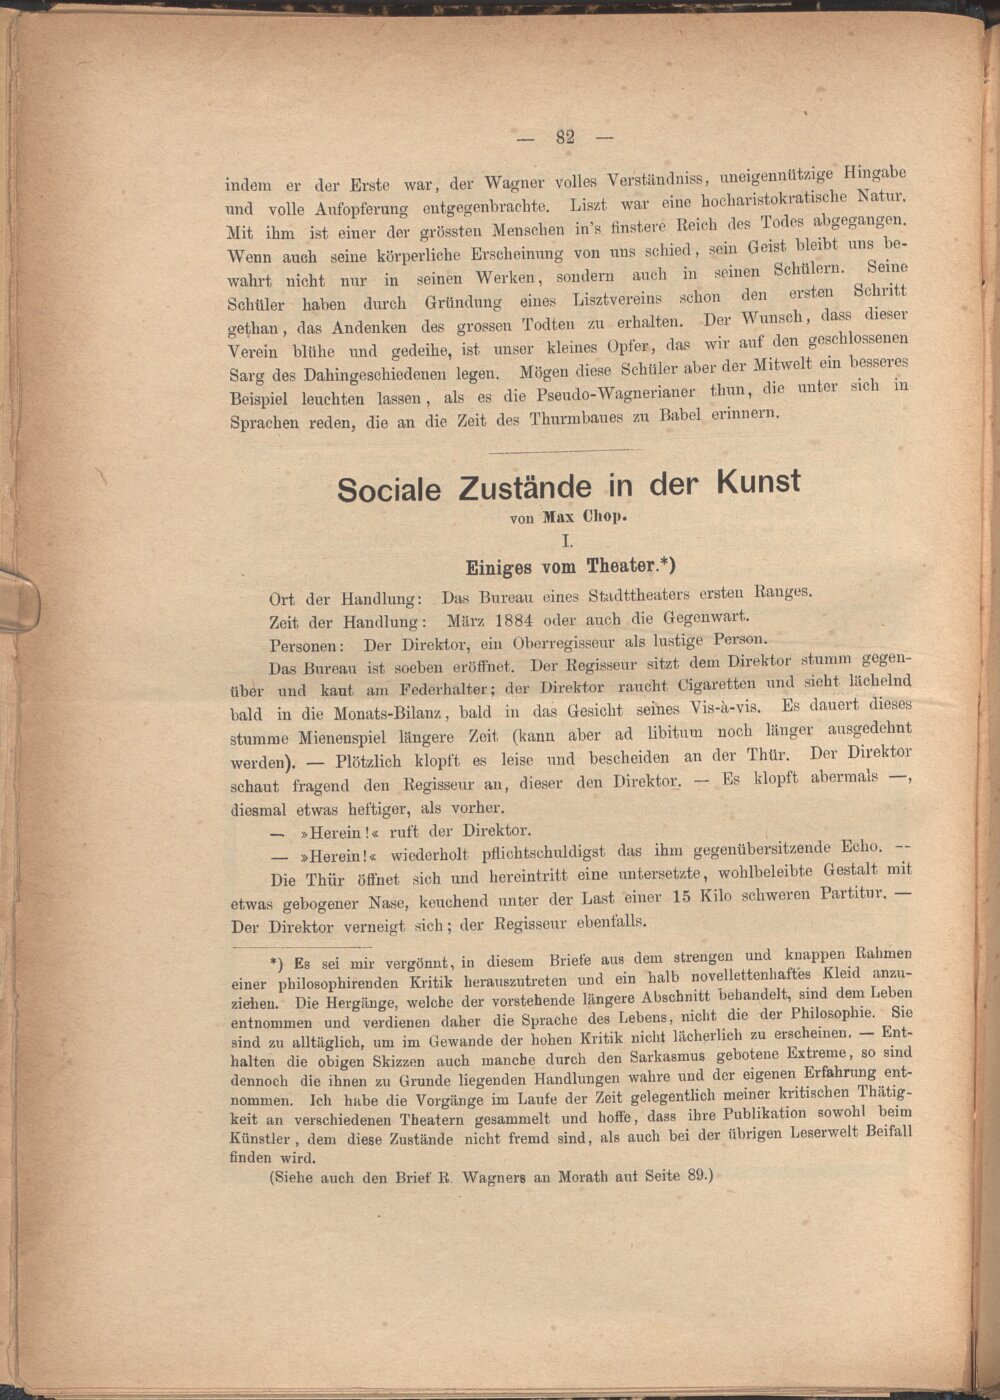 — 82 —
indem er der Erste war, der Wagner volles Verständniss, uneigennützige Hingabe
und volle Aufopferung entgegenbrachte. Liszt war eine hocharistokratische Natur.
Mit ihm ist einer der grössten Menschen in's finstere Reich des Todes abgegangen.
Wenn auch seine körperliche Erscheinung von uns schied, sein Geist bleibt uns be-
wahrt nicht nur in seinen Werken, sondern auch in seinen Schülern. Seine
Schüler haben durch Gründung eines Lisztvereins schon den ersten Schritt
gethan, das Andenken des grossen Todten zu erhalten. Der Wunsch, dass dieser
Verein blühe und gedeihe, ist unser kleines Opfer, das wir auf den geschlossenen
Sarg des Dahingeschiedenen legen. Mögen diese Schüler aber der Mitwelt ein besseres
Beispiel leuchten lassen, als es die Pseudo-Wagnerianer thun, die unter sich in
Sprachen reden, die an die Zeit des Thurmbaues zu Babel erinnern.
Sociale Zustände in der Kunst
von Max Chop.
I.
Einiges vom Theater.*)
Ort der Handlung: Das Bureau eines Stadttheaters ersten Ranges.
Zeit der Handlung: März 1884 oder auch die Gegenwart.
Personen: Der Direktor, ein Oberregisseur als lustige Person.
Das Bureau ist soeben eröffnet. Der Regisseur sitzt dem Direktor stumm gegen-
über und kaut am Federhalter; der Direktor raucht Cigaretten und sieht lächelnd
bald in die Monats-Bilanz, bald in das Gesicht seines Vis-à-vis. Es dauert dieses
stumme Mienenspiel längere Zeit (kann aber ad libitum noch länger ausgedehnt
werden). — Plötzlich klopft es leise und bescheiden an der Thür. Der Direktor
schaut fragend den Regisseur an, dieser den Direktor. — Es klopft abermals —,
diesmal etwas heftiger, als vorher.
— »Herein!« ruft der Direktor.
— »Herein!« wiederholt pflichtschuldigst das ihm gegenübersitzende Echo. —
Die Thür öffnet sich und hereintritt eine untersetzte, wohlbeleibte Gestalt mit
etwas gebogener Nase, keuchend unter der Last einer 15 Kilo schweren Partitur. —
Der Direktor verneigt sich; der Regisseur ebenfalls.
*) Es sei mir vergönnt, in diesem Briefe aus dem strengen und knappen Rahmen
einer philosophirenden Kritik herauszutreten und ein halb novellettenhaftes Kleid anzu-
ziehen. Die Hergänge, welche der vorstehende längere Abschnitt behandelt, sind dem Leben
entnommen und verdienen daher die Sprache des Lebens, nicht die der Philosophie. Sie
sind zu alltäglich, um im Gewande der hohen Kritik nicht lächerlich zu erscheinen. — Ent-
halten die obigen Skizzen auch manche durch den Sarkasmus gebotene Extreme, so sind
dennoch die ihnen zu Grunde liegenden Handlungen wahre und der eigenen Erfahrung ent-
nommen. Ich habe die Vorgänge im Laufe der Zeit gelegentlich meiner kritischen Thätig-
keit an verschiedenen Theatern gesammelt und hoffe, dass ihre Publikation sowohl beim
Künstler, dem diese Zustände nicht fremd sind, als auch bei der übrigen Leserwelt Beifall
finden wird.
(Siehe auch den Brief R. Wagners an Morath auf Seite 89.)